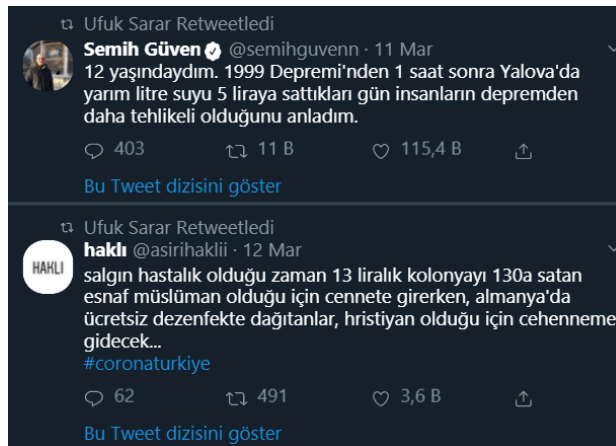 Ufuk Sarar Retweetledi
Semih Güven @semihguvenn · 11 Mar
12 yaşındaydım. 1999 Depremi'nden 1 saat sonra Yalova'da
yarım litre suyu 5 liraya sattıkları gün insanların depremden
daha tehlikeli olduğunu anladım.
403 11 B 115,4 B
Bu Tweet dizisini göster
Ufuk Sarar Retweetledi
haklı @asirihaklii · 12 Mar
HAKLI
salgın hastalık olduğu zaman 13 liralık kolonyayı 130a satan
esnaf müslüman olduğu için cennete girerken, almanya'da
ücretsiz dezenfekte dağıtanlar, hristiyan olduğu için cehenneme
gidecek...
#coronaturkiye
62 491 3,6 B
Bu Tweet dizisini göster